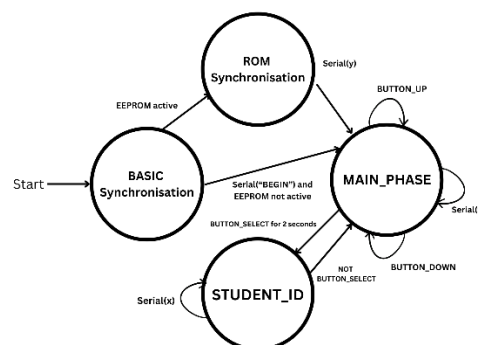 ROM
Synchronisation
Serial(y)
BUTTON_UP
EEPROM active
Start
BASIC
Synchronisation
Serial("BEGIN") and
EEPROM not active
MAIN_PHASE
Serial(
BUTTON_SELECT for 2 seconds
BUTTON_DOWN
NOT
BUTTON_SELECT
Serial(x)
STUDENT_ID